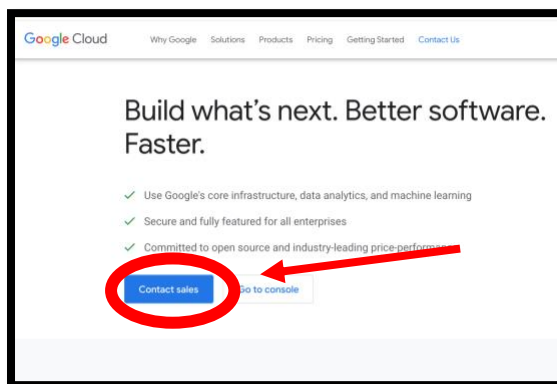 Google Cloud Why Google Solutions Products Pricing Getting Started Contact Us
Build what's next. Better software.
Faster.
✓ Use Google's core infrastructure, data analytics, and machine learning
✓ Secure and fully featured for all enterprises
✓ Committed to open source and industry-leading price-performance
Contact sales Go to console